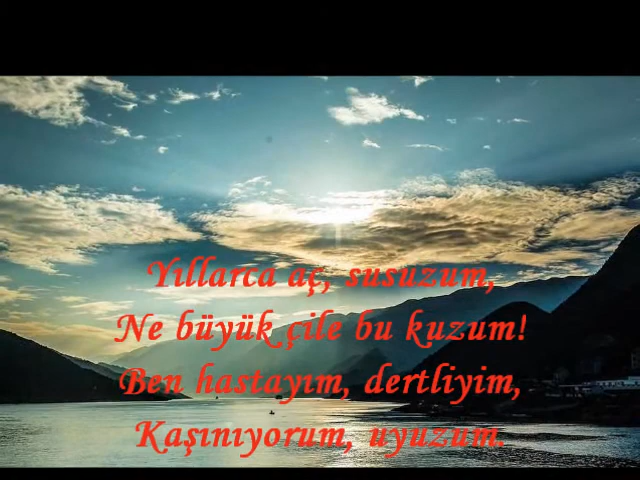 Yıllarca aç, susuzum,
Ne büyük çile bu kuzum!
Ben hastayım, dertliyim,
Kaşınıyorum, uyuzum.